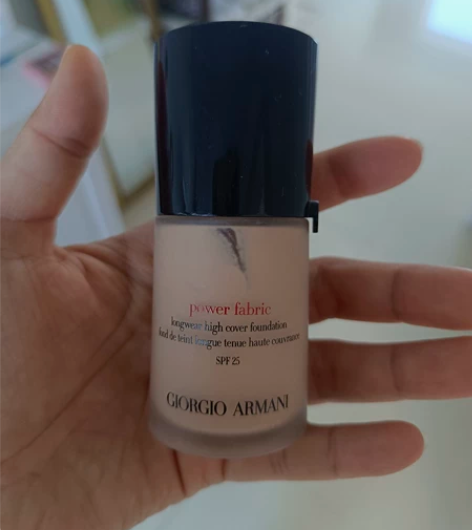 power fabric
longwear high cover foundation
fond de teint longue tenue haute couvrance
SPF 25
GIORGIO ARMANI